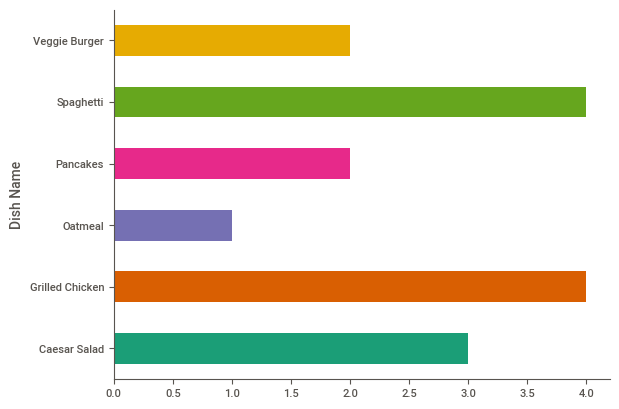 Dish Name
Veggie Burger
Spaghetti
Pancakes
Oatmeal
Grilled Chicken
Caesar Salad
0.0 0.5 1.0 1.5 2.0 2.5 3.0 3.5 4.0